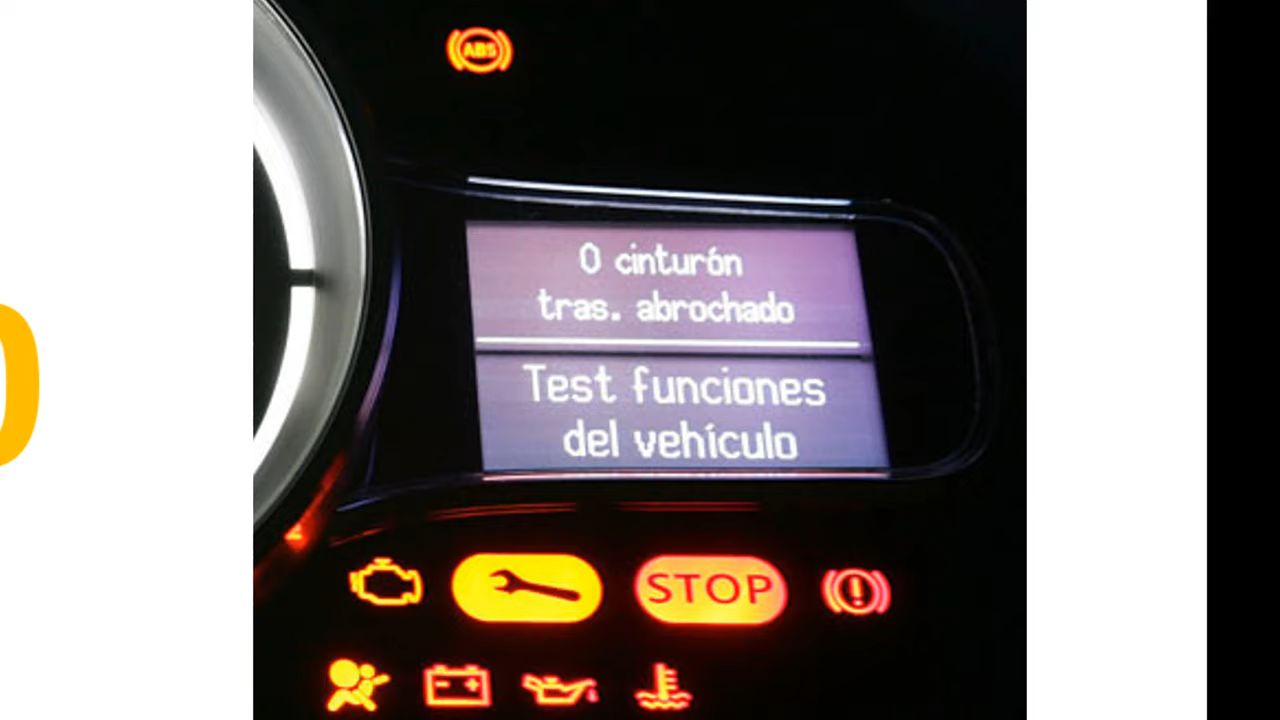 ABS
0 cinturón
tras. abrochado
Test funciones
del vehículo
STOP